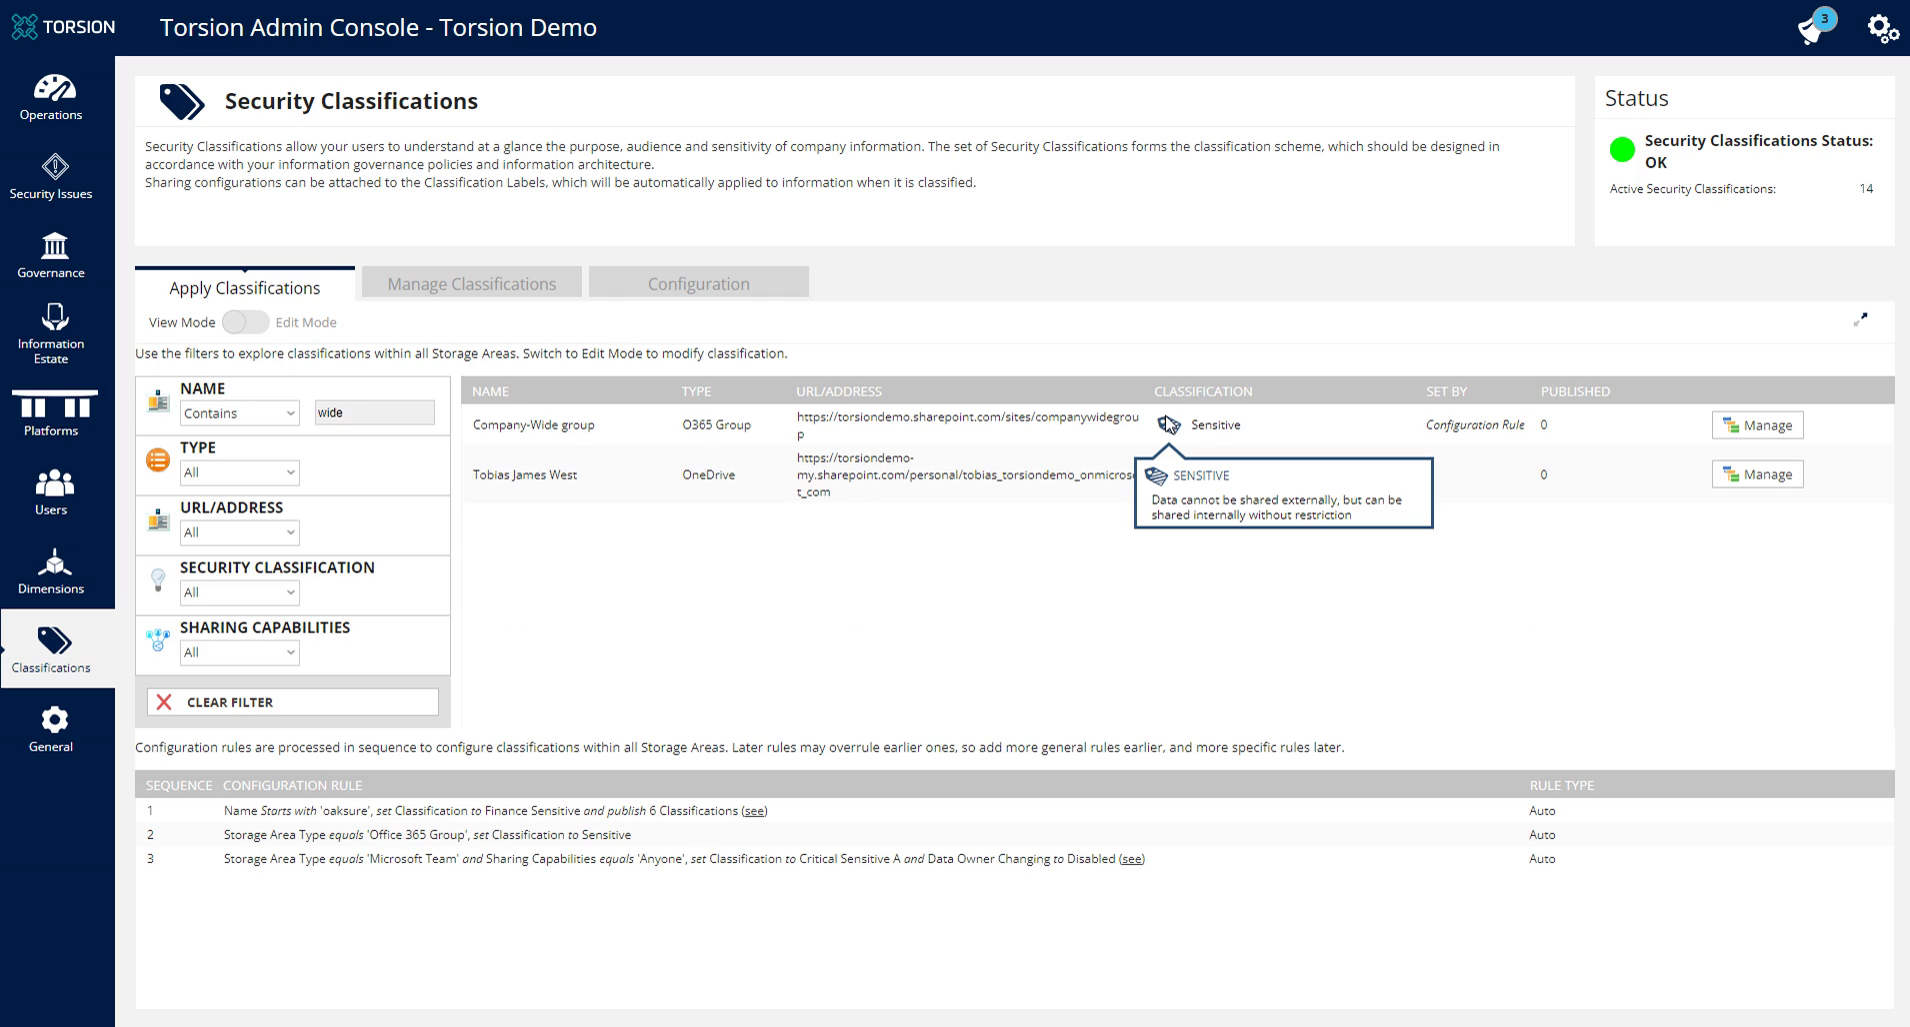 TORSION
Torsion Admin Console - Torsion Demo
3
Operations
Security Issues
Governance
Information
Estate
Platforms
Users
Dimensions
Classifications
General
Security Classifications
Security Classifications allow your users to understand at a glance the purpose, audience and sensitivity of company information. The set of Security Classifications forms the classification scheme, which should be designed in
accordance with your information governance policies and information architecture.
Sharing configurations can be attached to the Classification Labels, which will be automatically applied to information when it is classified.
Status
Security Classifications Status:
OK
Active Security Classifications: 14
Apply Classifications Manage Classifications Configuration
View Mode Edit Mode
Use the filters to explore classifications within all Storage Areas. Switch to Edit Mode to modify classification.
NAME
Contains wide
TYPE
All
URL/ADDRESS
All
SECURITY CLASSIFICATION
All
SHARING CAPABILITIES
All
CLEAR FILTER
NAME TYPE URL/ADDRESS CLASSIFICATION SET BY PUBLISHED
Company-Wide group O365 Group https://torsiondemo.sharepoint.com/sites/companywidegrou
p
Sensitive Configuration Rule 0 Manage
Tobias James West OneDrive https://torsiondemo-
my.sharepoint.com/personal/tobias_torsiondemo_onmicroso
t_com
0 Manage
SENSITIVE
Data cannot be shared externally, but can be
shared internally without restriction
Configuration rules are processed in sequence to configure classifications within all Storage Areas. Later rules may overrule earlier ones, so add more general rules earlier, and more specific rules later.
SEQUENCE CONFIGURATION RULE RULE TYPE
1 Name Starts with 'oaksure', set Classification to Finance Sensitive and publish 6 Classifications (see) Auto
2 Storage Area Type equals 'Office 365 Group', set Classification to Sensitive Auto
3 Storage Area Type equals 'Microsoft Team' and Sharing Capabilities equals 'Anyone', set Classification to Critical Sensitive A and Data Owner Changing to Disabled (see) Auto